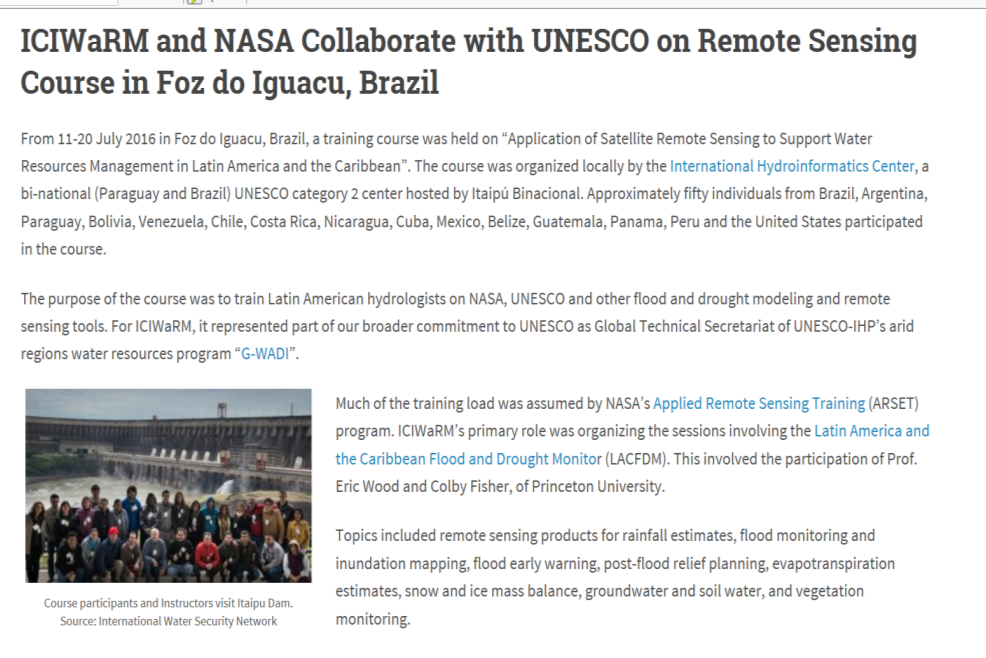 ICIWaRM and NASA Collaborate with UNESCO on Remote Sensing
Course in Foz do Iguacu, Brazil
From 11-20 July 2016 in Foz do Iguacu, Brazil, a training course was held on “Application of Satellite Remote Sensing to Support Water
Resources Management in Latin America and the Caribbean”. The course was organized locally by the International Hydroinformatics Center, a
bi-national (Paraguay and Brazil) UNESCO category 2 center hosted by Itaipú Binacional. Approximately fifty individuals from Brazil, Argentina,
Paraguay, Bolivia, Venezuela, Chile, Costa Rica, Nicaragua, Cuba, Mexico, Belize, Guatemala, Panama, Peru and the United States participated
in the course.
The purpose of the course was to train Latin American hydrologists on NASA, UNESCO and other flood and drought modeling and remote
sensing tools. For ICIWaRM, it represented part of our broader commitment to UNESCO as Global Technical Secretariat of UNESCO-IHP’s arid
regions water resources program “G-WADI”.
Much of the training load was assumed by NASA’s Applied Remote Sensing Training (ARSET)
program. ICIWaRM’s primary role was organizing the sessions involving the Latin America and
the Caribbean Flood and Drought Monitor (LACFDM). This involved the participation of Prof.
Eric Wood and Colby Fisher, of Princeton University.
Topics included remote sensing products for rainfall estimates, flood monitoring and
inundation mapping, flood early warning, post-flood relief planning, evapotranspiration
estimates, snow and ice mass balance, groundwater and soil water, and vegetation
monitoring.
Course participants and Instructors visit Itaipu Dam.
Source: International Water Security Network